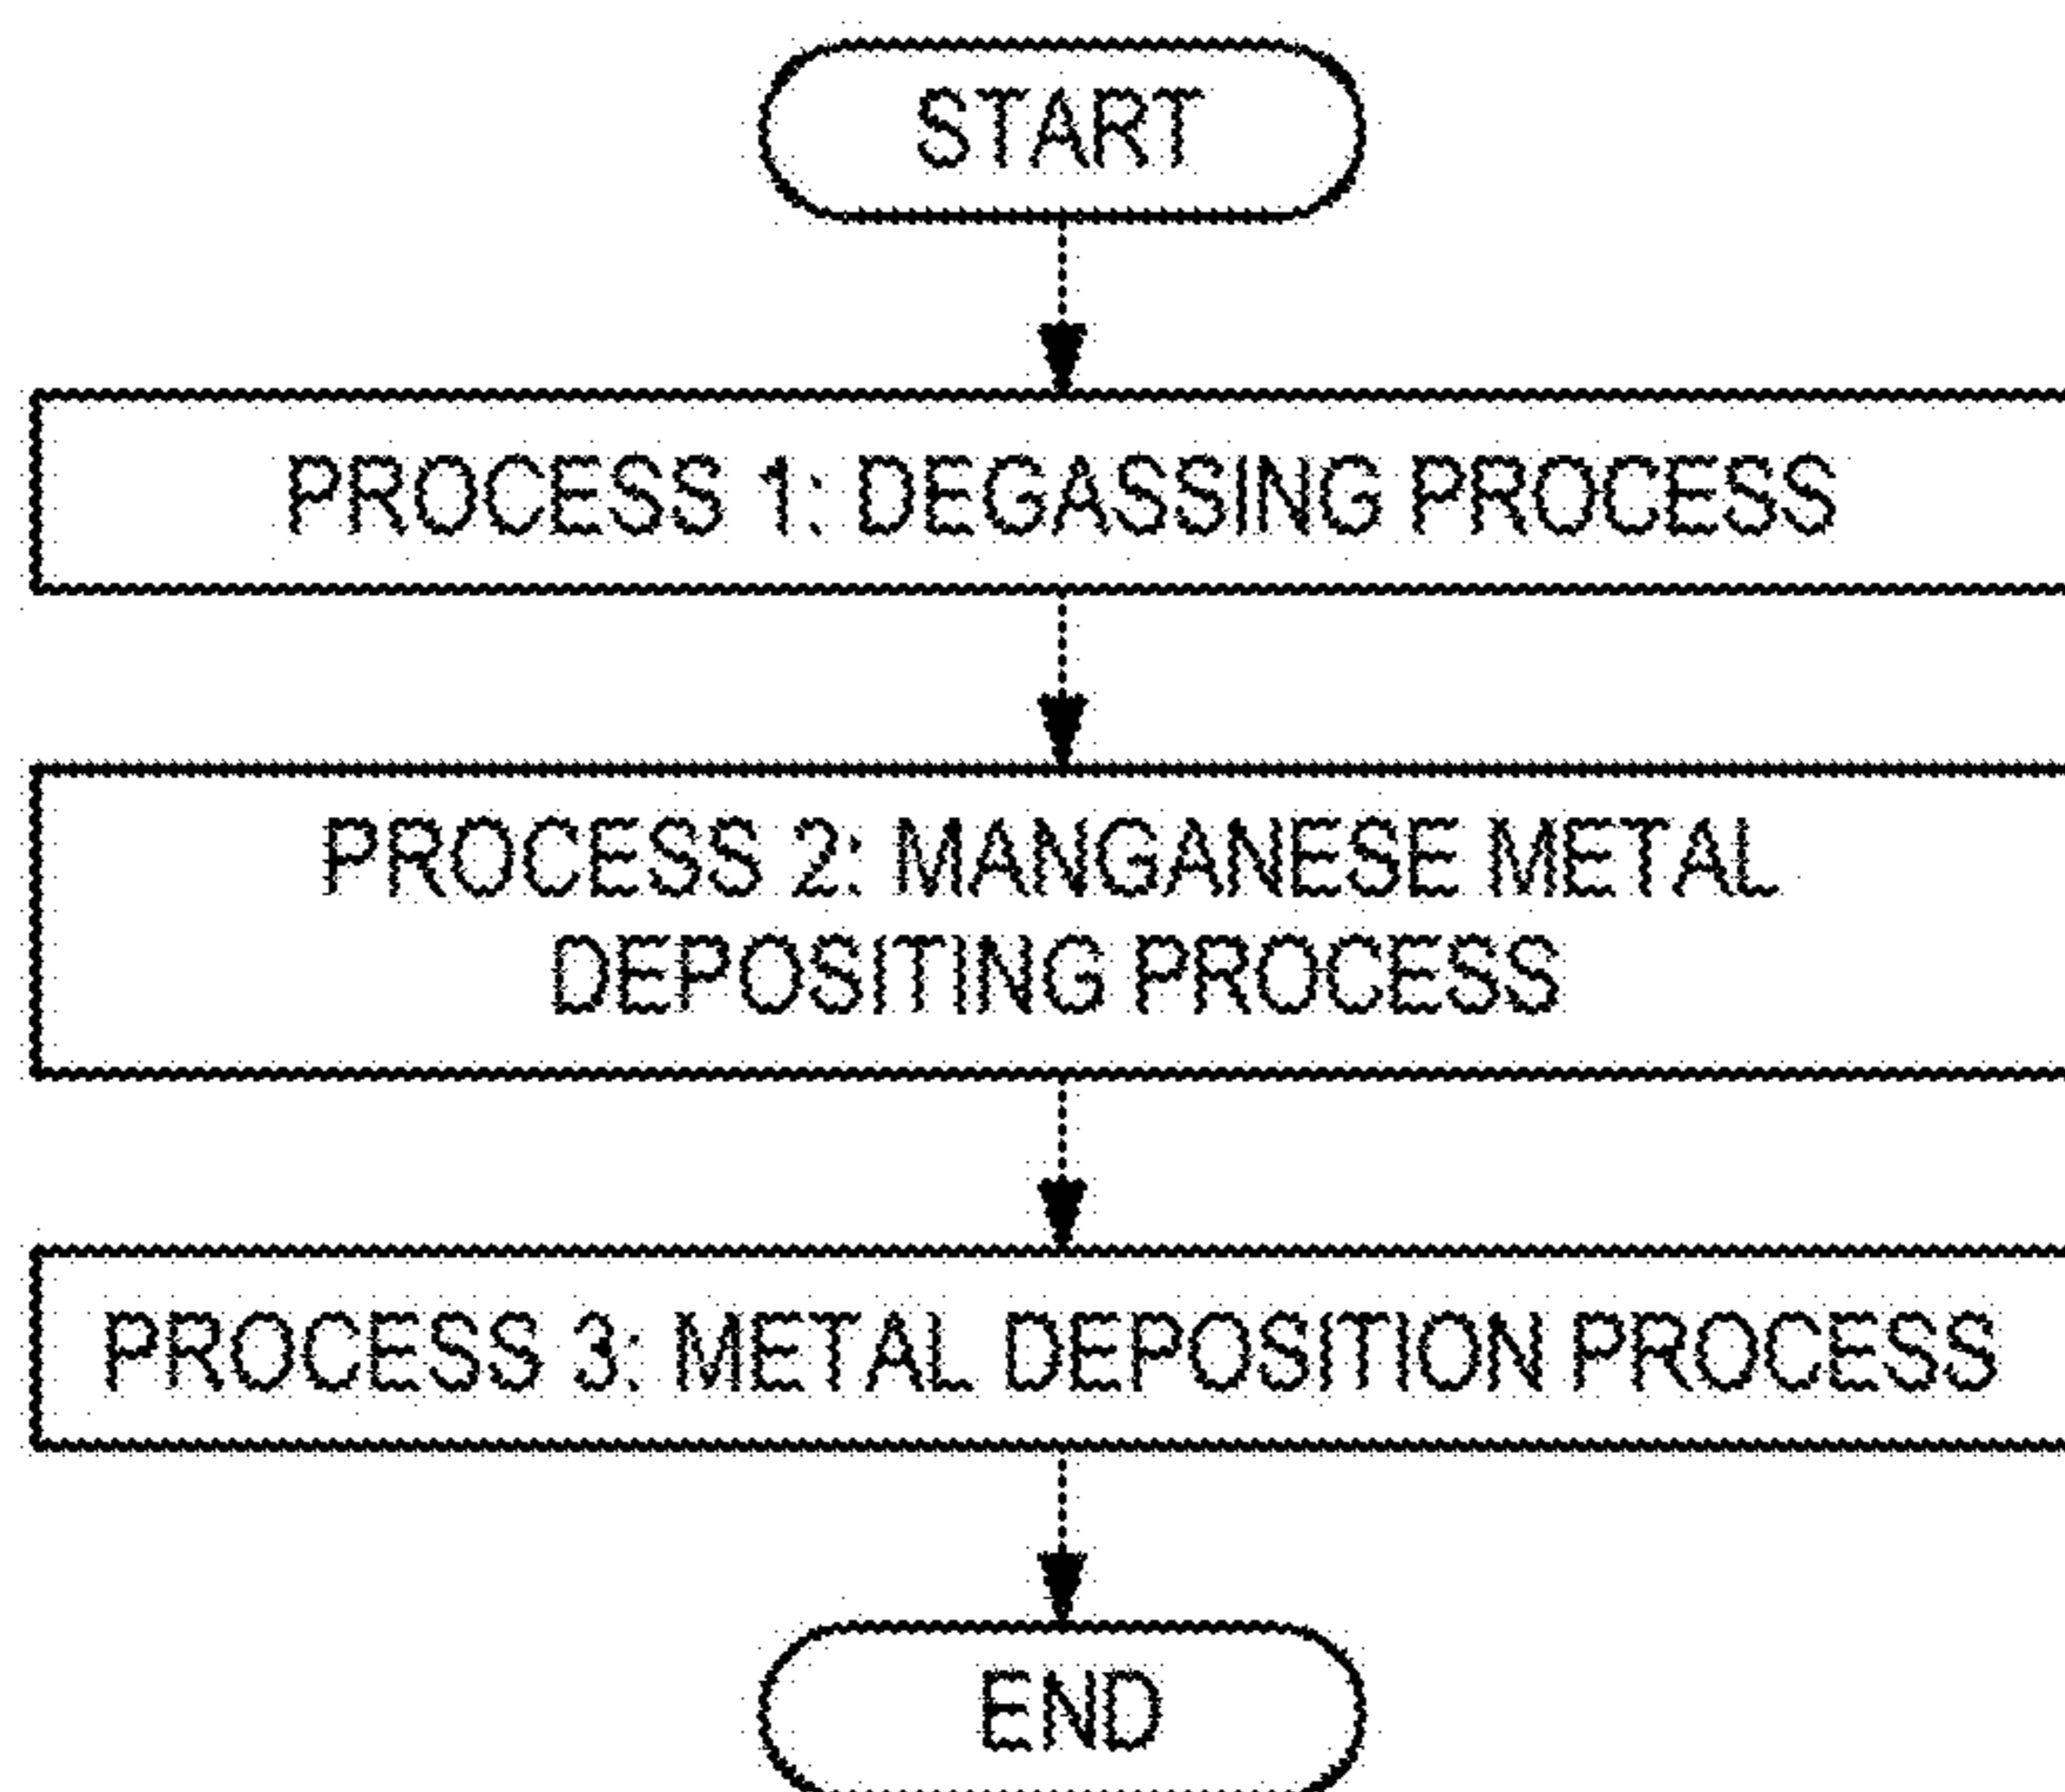 START
PROCESS 1: DEGASSING PROCESS
PROCESS 2: MANGANESE METAL
DEPOSITING PROCESS
PROCESS 3: METAL DEPOSITION PROCESS
END